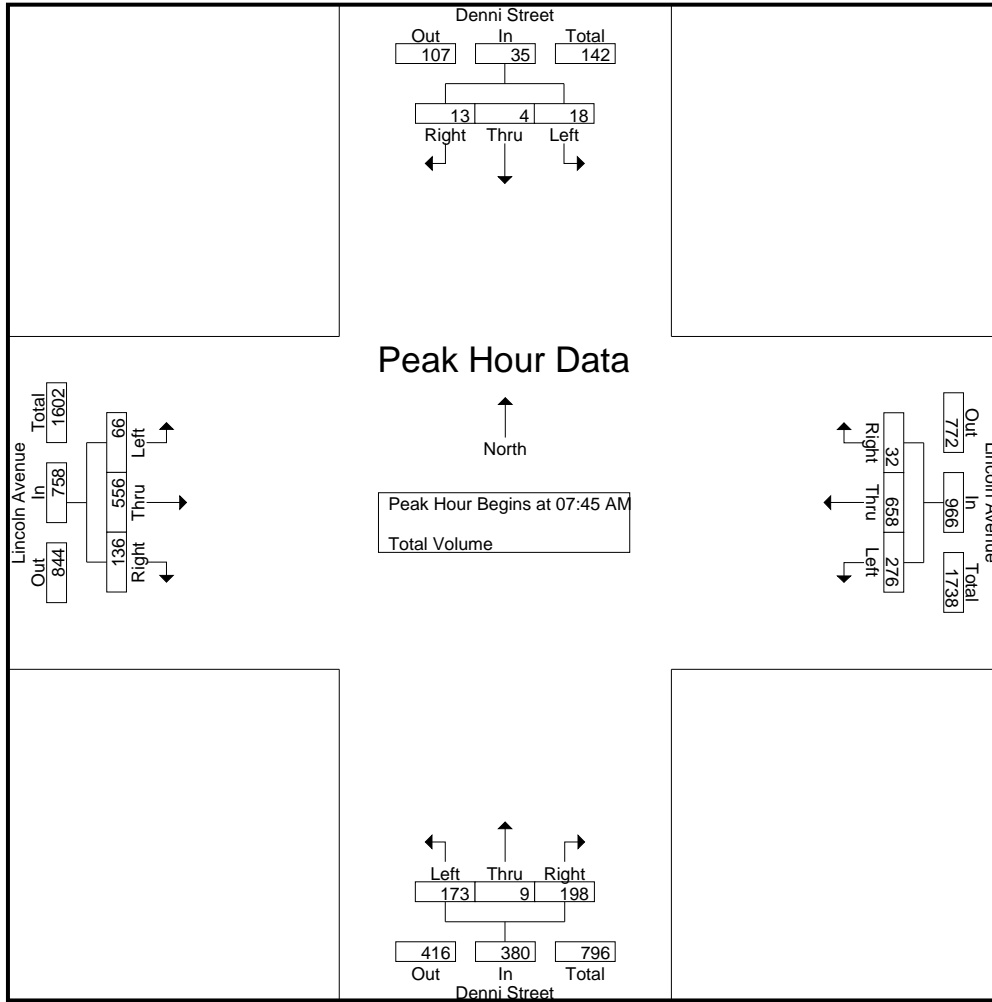 Denni Street
Out In Total
107 35 142
13 4 18
Right Thru Left
Peak Hour Data
North
Peak Hour Begins at 07:45 AM
Total Volume
Lincoln Avenue
Total In Out
1602 758 844
66 556 136
Left Thru Right
Lincoln Avenue
Out In Total
772 966 1738
32 658 276
Right Thru Left
Left Thru Right
173 9 198
416 380 796
Out In Total
Denni Street